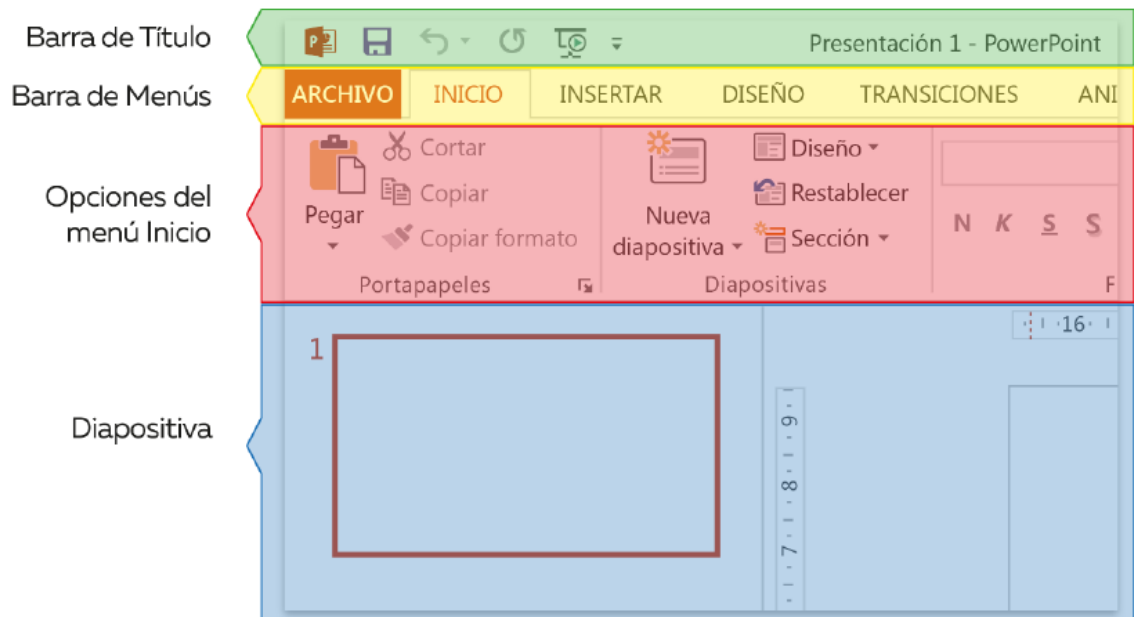 Barra de Título
Presentación 1 - PowerPoint
Barra de Menús
ARCHIVO INICIO INSERTAR DISEÑO TRANSICIONES ANI
Opciones del
menú Inicio
Pegar
Cortar
Copiar
Copiar formato
Portapapeles
Nueva
diapositiva
Diseño
Restablecer
Sección
Diapositivas
N K S S
F
Diapositiva
1
16
9
8
7